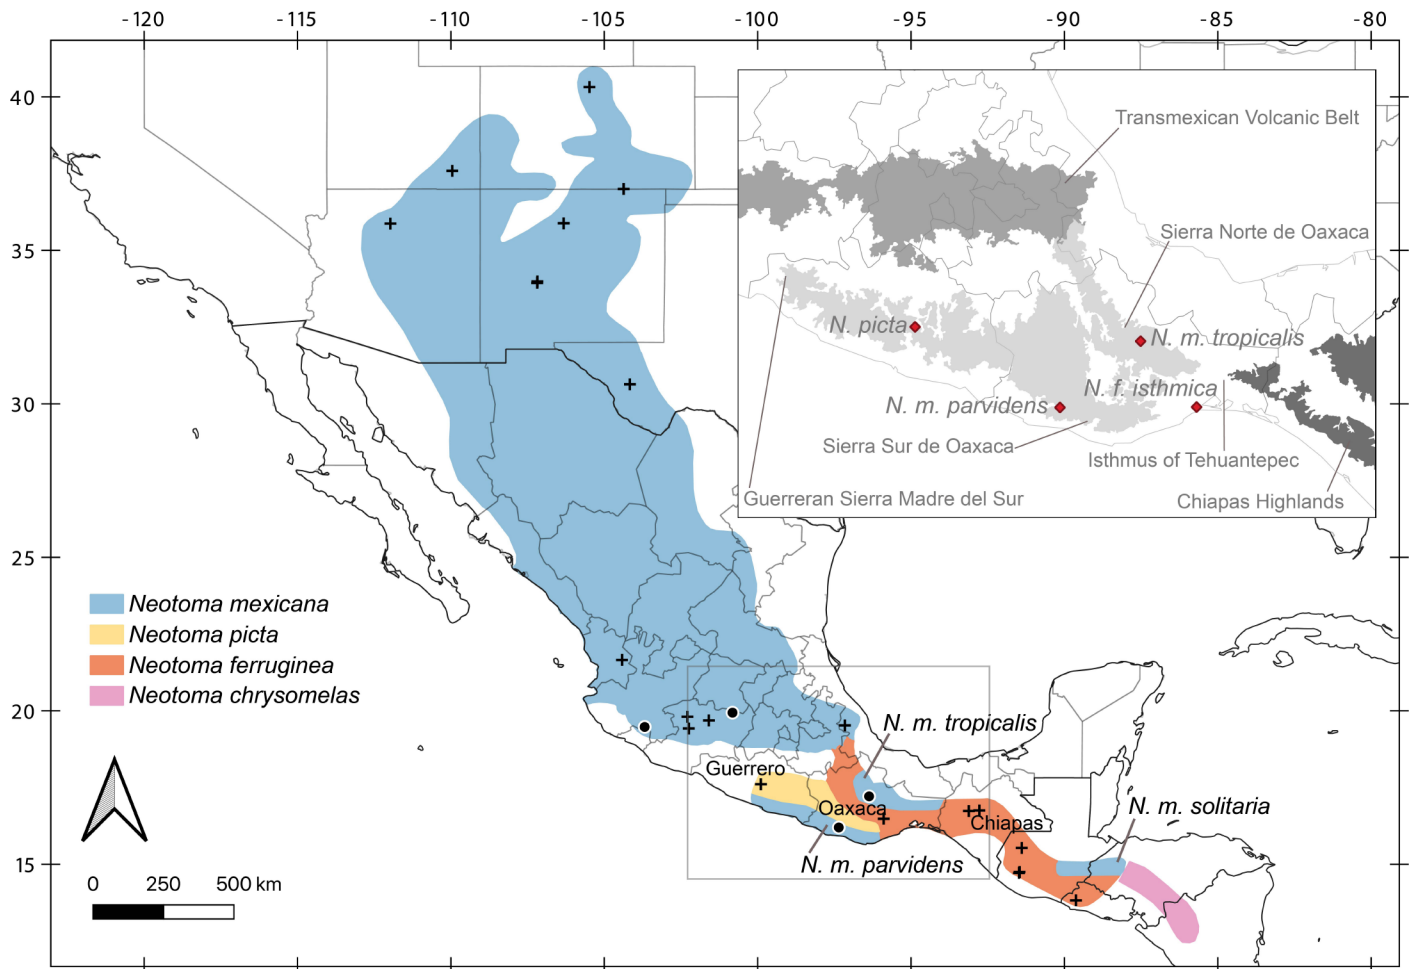 -120 -115 -110 -105 -100 -95 -90 -85 -80
40
35
30
25
20
15
Transmexican Volcanic Belt
Sierra Norte de Oaxaca
N. picta
N. m. tropicalis
N. f. isthmica
N. m. parvidens
Sierra Sur de Oaxaca
Isthmus of Tehuantepec
Guerreran Sierra Madre del Sur
Chiapas Highlands
Neotoma mexicana
Neotoma picta
Neotoma ferruginea
Neotoma chrysomelas
N. m. tropicalis
Guerrero
Oaxaca
Chiapas
N. m. solitaria
N. m. parvidens
0 250 500 km